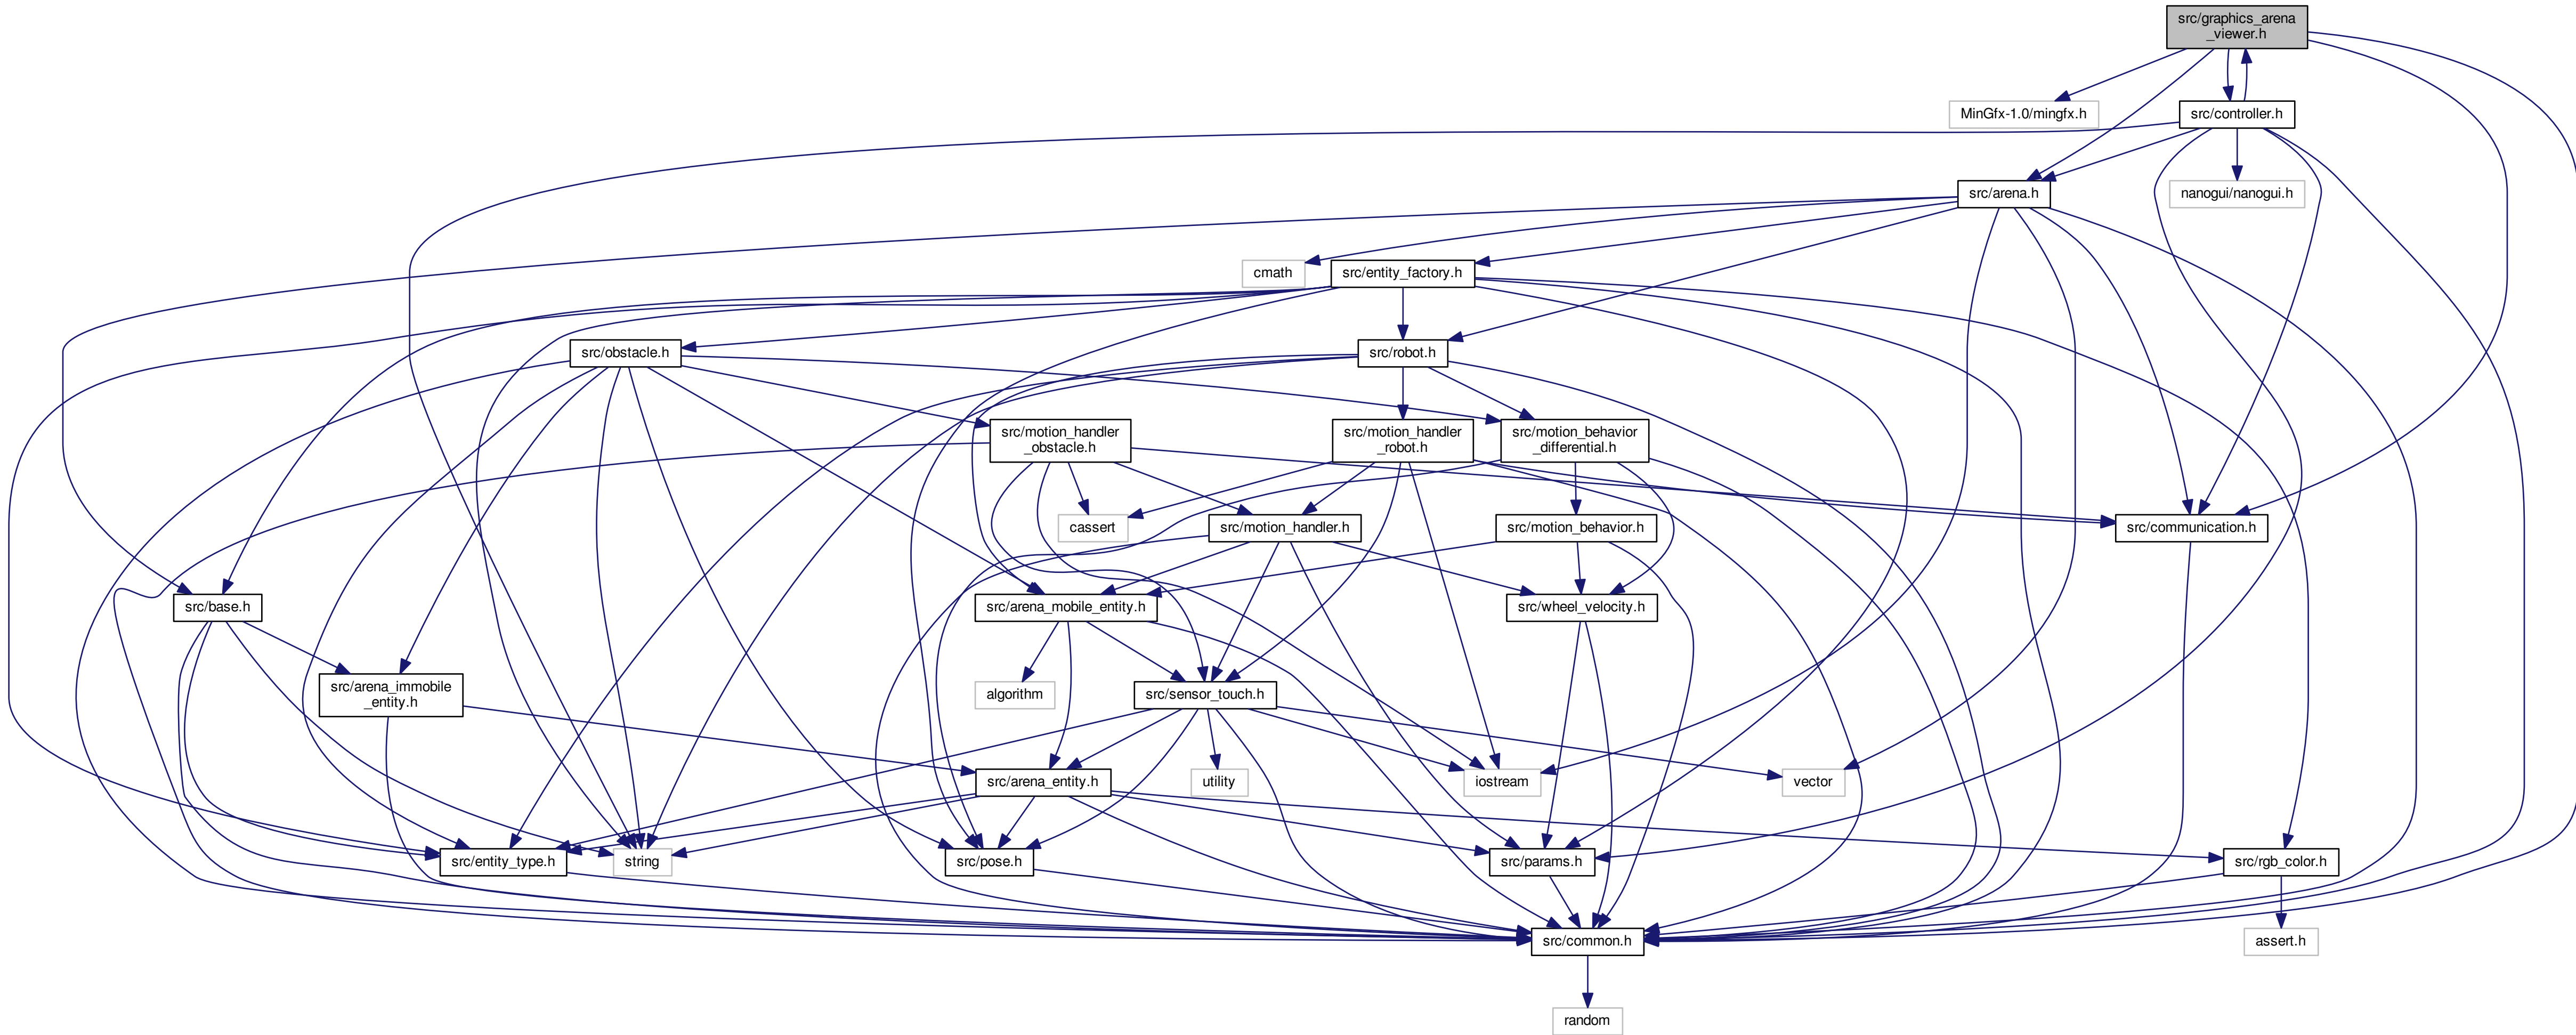 src/graphics_arena
_viewer.h
MinGfx-1.0/mingfx.h
src/controller.h
src/arena.h
nanogui/nanogui.h
cmath
src/entity_factory.h
src/obstacle.h
src/robot.h
src/motion_handler
_obstacle.h
src/motion_handler
_robot.h
src/motion_behavior
_differential.h
cassert
src/motion_handler.h
src/motion_behavior.h
src/communication.h
src/base.h
src/arena_mobile_entity.h
src/wheel_velocity.h
src/arena_immobile
_entity.h
algorithm
src/sensor_touch.h
src/arena_entity.h
utility
iostream
vector
src/entity_type.h
string
src/pose.h
src/params.h
src/rgb_color.h
src/common.h
assert.h
random